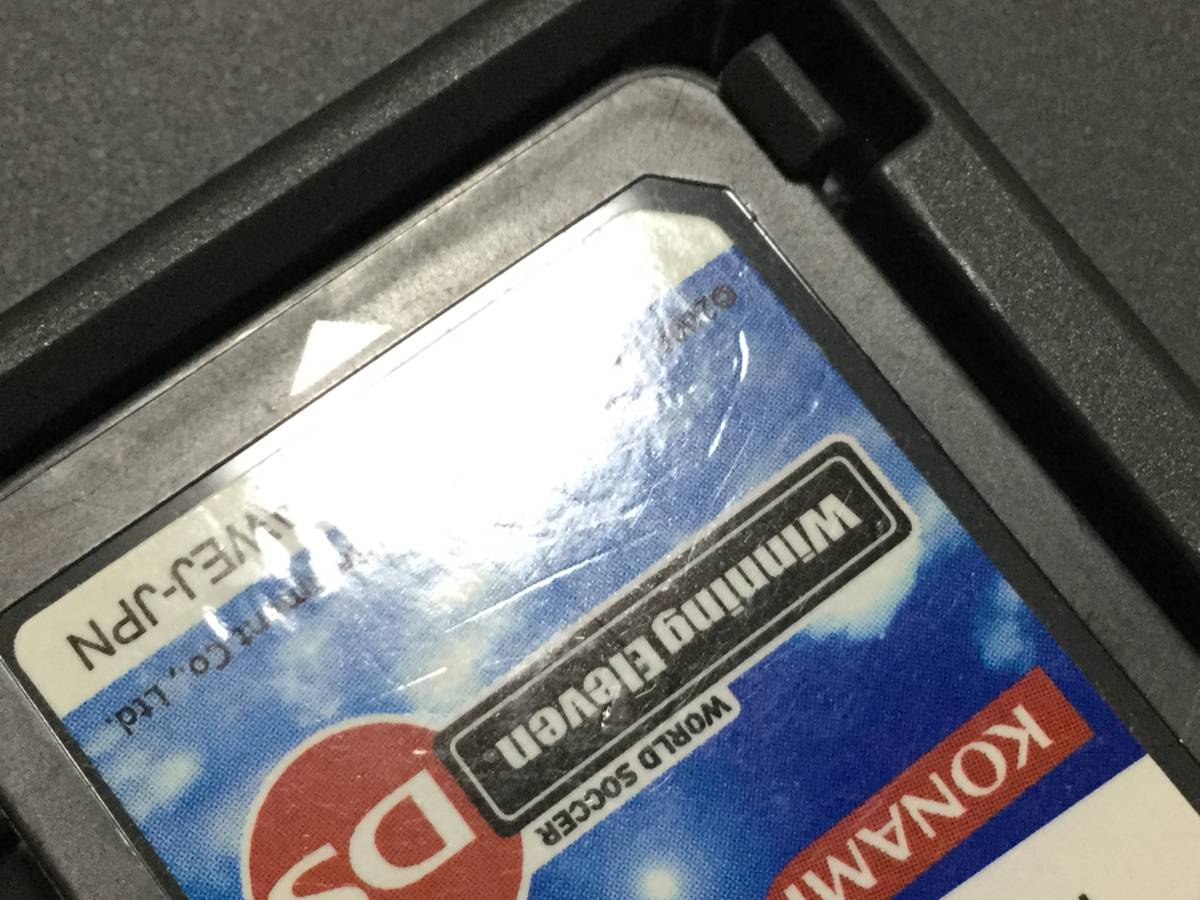 KONAMI
WORLD SOCCER
Winning Eleven
DS
Co., Ltd.
WEJ-JPN